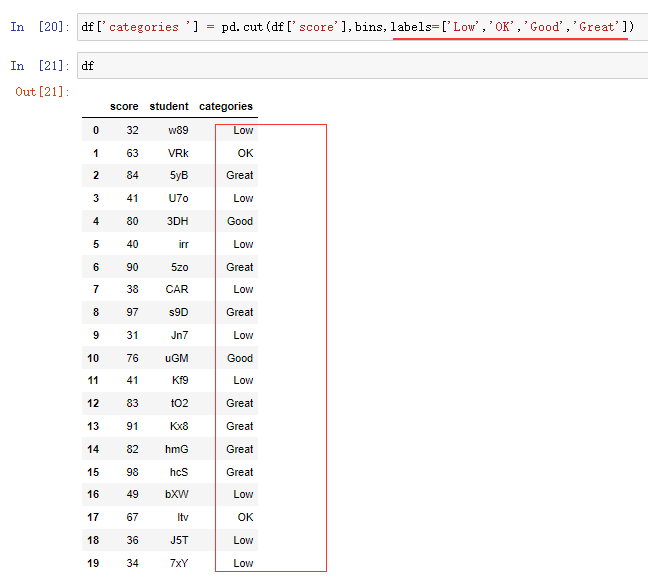 In [20]: df['categories '] = pd.cut(df['score'],bins,labels=['Low','OK','Good','Great'])
In [21]: df
Out[21]:
score student categories
0 32 w89 Low
1 63 VRk OK
2 84 5yB Great
3 41 U7o Low
4 80 3DH Good
5 40 irr Low
6 90 5zo Great
7 38 CAR Low
8 97 s9D Great
9 31 Jn7 Low
10 76 uGM Good
11 41 Kf9 Low
12 83 tO2 Great
13 91 Kx8 Great
14 82 hmG Great
15 98 hcS Great
16 49 bXW Low
17 67 ltv OK
18 36 J5T Low
19 34 7xY Low